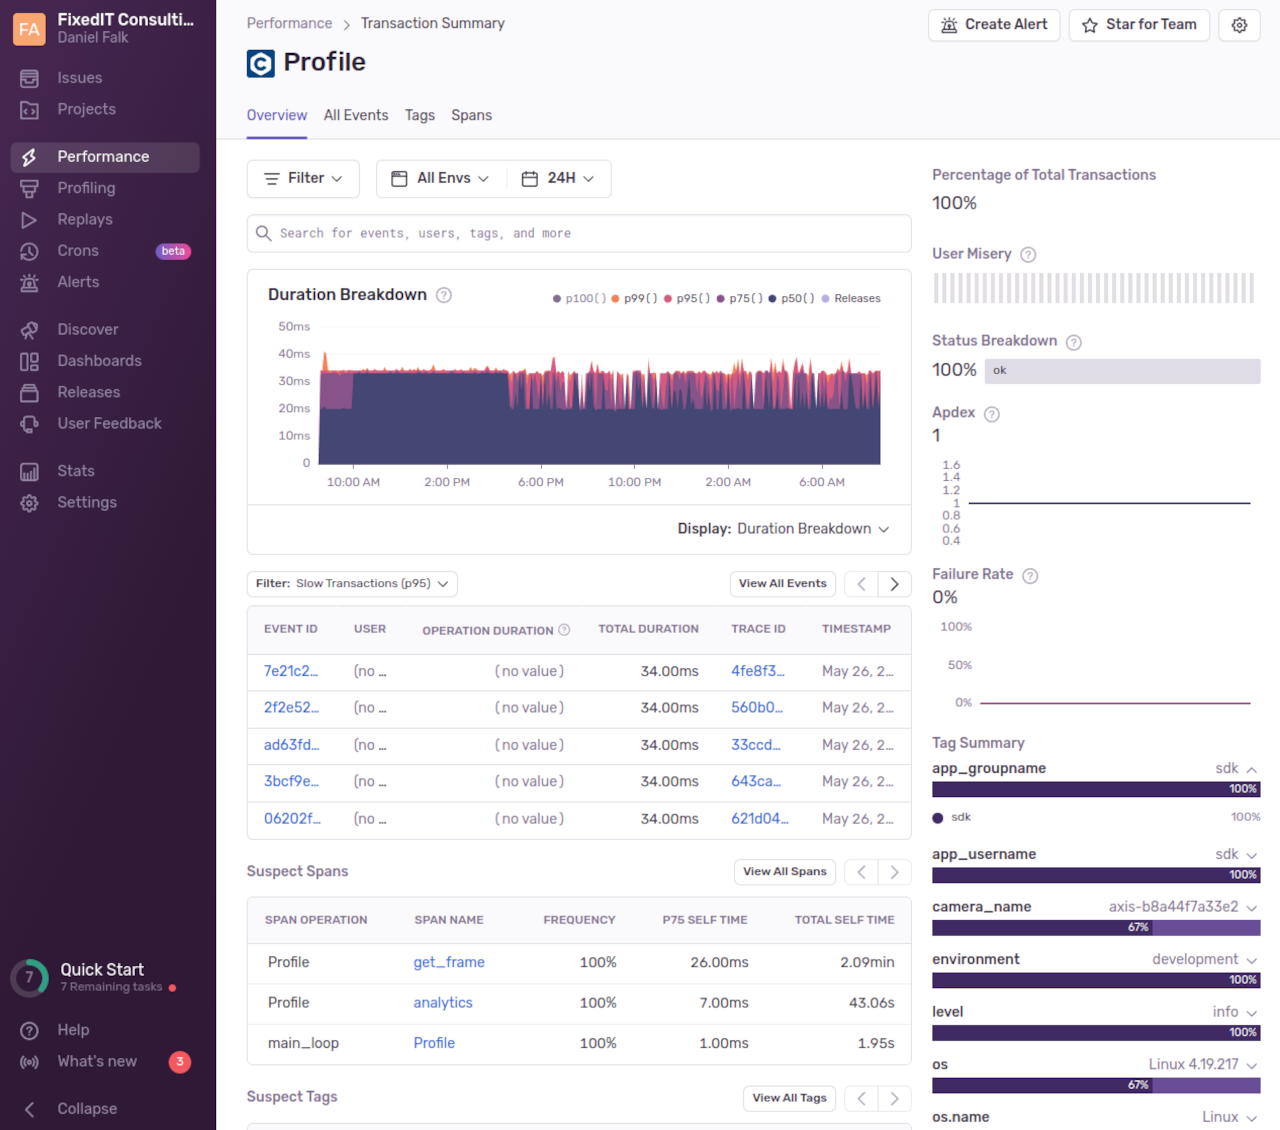 FA
FixedIT Consulti...
Daniel Falk
Issues
Projects
Performance
Profiling
Replays
Crons beta
Alerts
Discover
Dashboards
Releases
User Feedback
Stats
Settings
7
Quick Start
7 Remaining tasks
Help
What's new 3
Collapse
Performance > Transaction Summary
Create Alert
Star for Team
C
Profile
Overview All Events Tags Spans
Filter
All Envs
24H
Search for events, users, tags, and more
Duration Breakdown ?
p100() p99() p95() p75() p50() Releases
50ms
40ms
30ms
20ms
10ms
0
10:00 AM 2:00 PM 6:00 PM 10:00 PM 2:00 AM 6:00 AM
Display: Duration Breakdown
Filter: Slow Transactions (p95)
View All Events
EVENT ID USER OPERATION DURATION ? TOTAL DURATION TRACE ID TIMESTAMP
7e21c2... (no ... (no value) 34.00ms 4fe8f3... May 26, 2...
2f2e52... (no ... (no value) 34.00ms 560b0... May 26, 2...
ad63fd... (no ... (no value) 34.00ms 33ccd... May 26, 2...
3bcf9e... (no ... (no value) 34.00ms 643ca... May 26, 2...
06202f... (no ... (no value) 34.00ms 621d04... May 26, 2...
Suspect Spans
View All Spans
SPAN OPERATION SPAN NAME FREQUENCY P75 SELF TIME TOTAL SELF TIME
Profile get_frame 100% 26.00ms 2.09min
Profile analytics 100% 7.00ms 43.06s
main_loop Profile 100% 1.00ms 1.95s
Suspect Tags
View All Tags
Percentage of Total Transactions
100%
User Misery ?
Status Breakdown ?
100% ok
Apdex ?
1
1.6
1.4
1.2
1
0.8
0.6
0.4
Failure Rate ?
0%
100%
50%
0%
Tag Summary
app_groupname sdk
100%
sdk 100%
app_username sdk
100%
camera_name axis-b8a44f7a33e2
67%
environment development
100%
level info
100%
os Linux 4.19.217
67%
os.name Linux